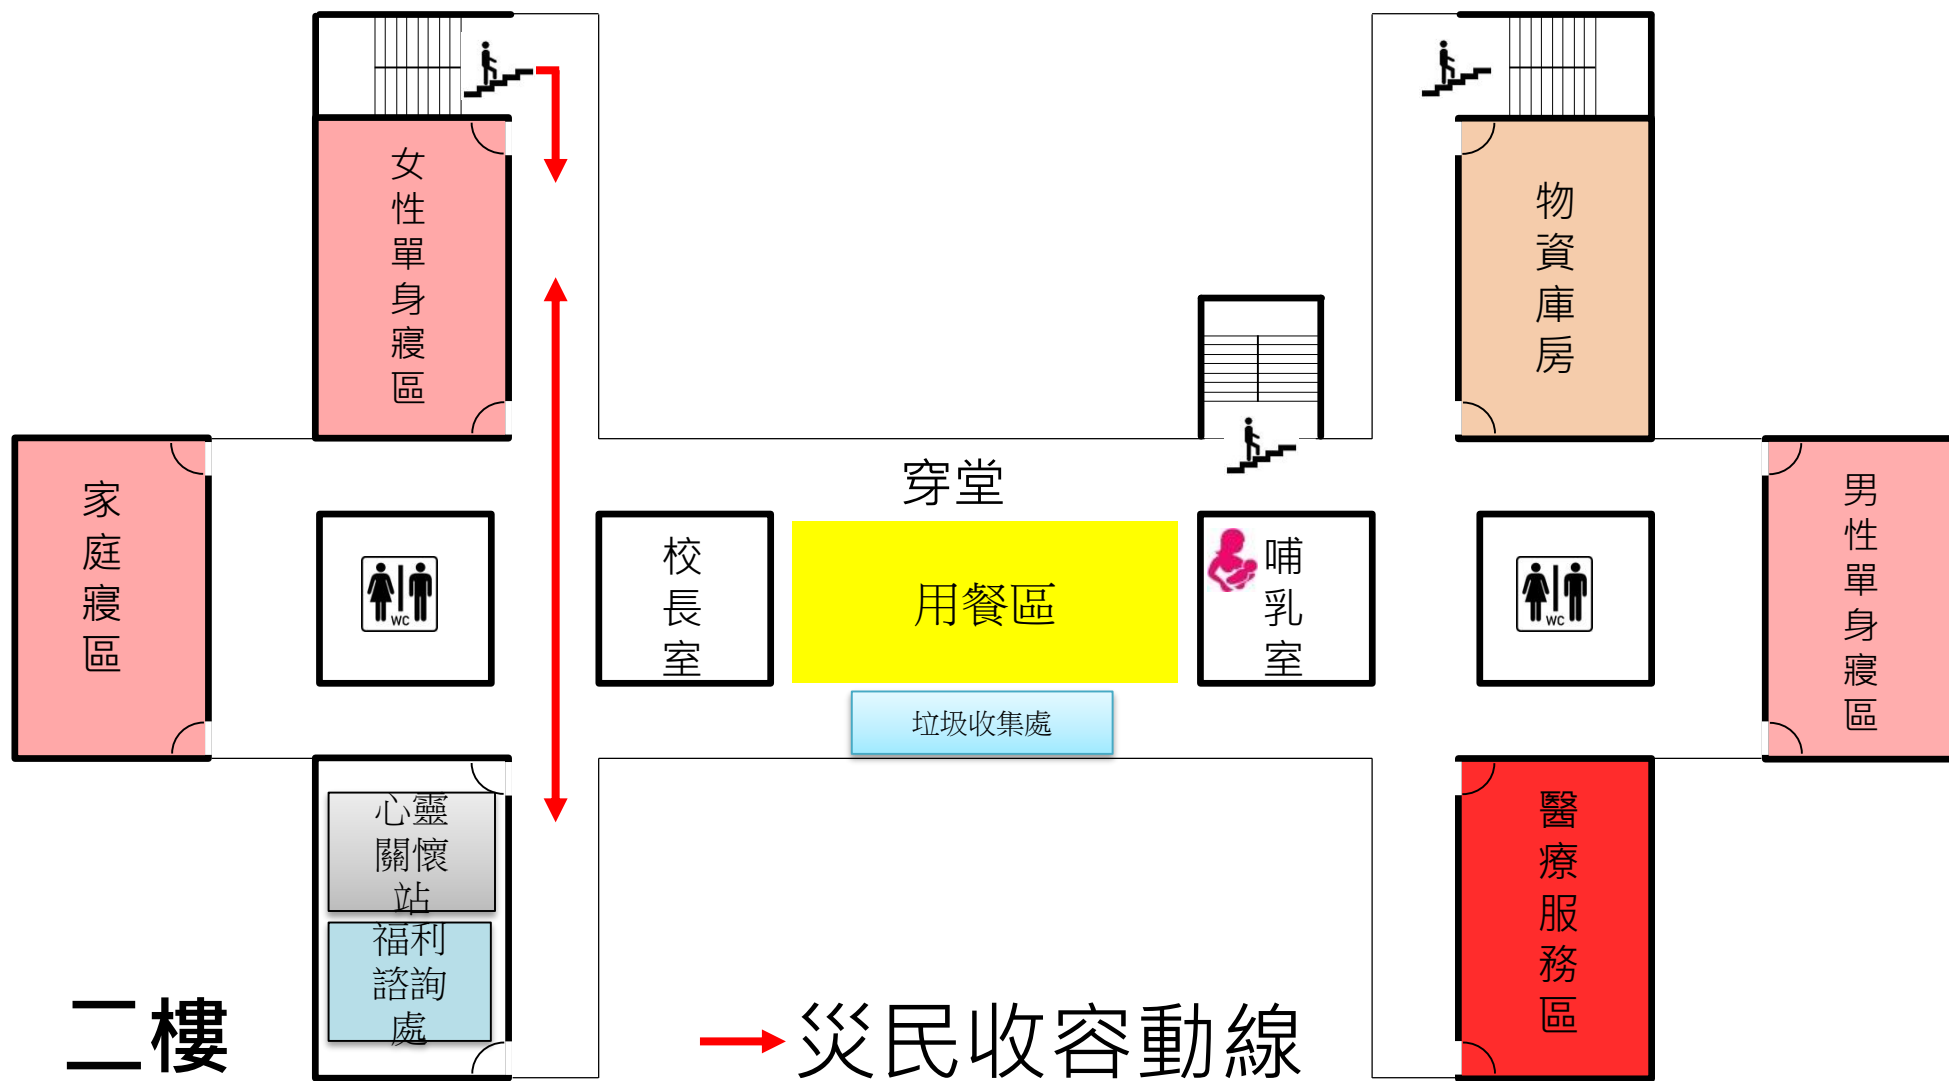 女性單身寢區
物資庫房
穿堂
家庭寢區
WC
校長室
用餐區
哺乳室
WC
男性單身寢區
垃圾收集處
心靈
關懷
站
福利
諮詢
處
醫療服務區
二樓
災民收容動線